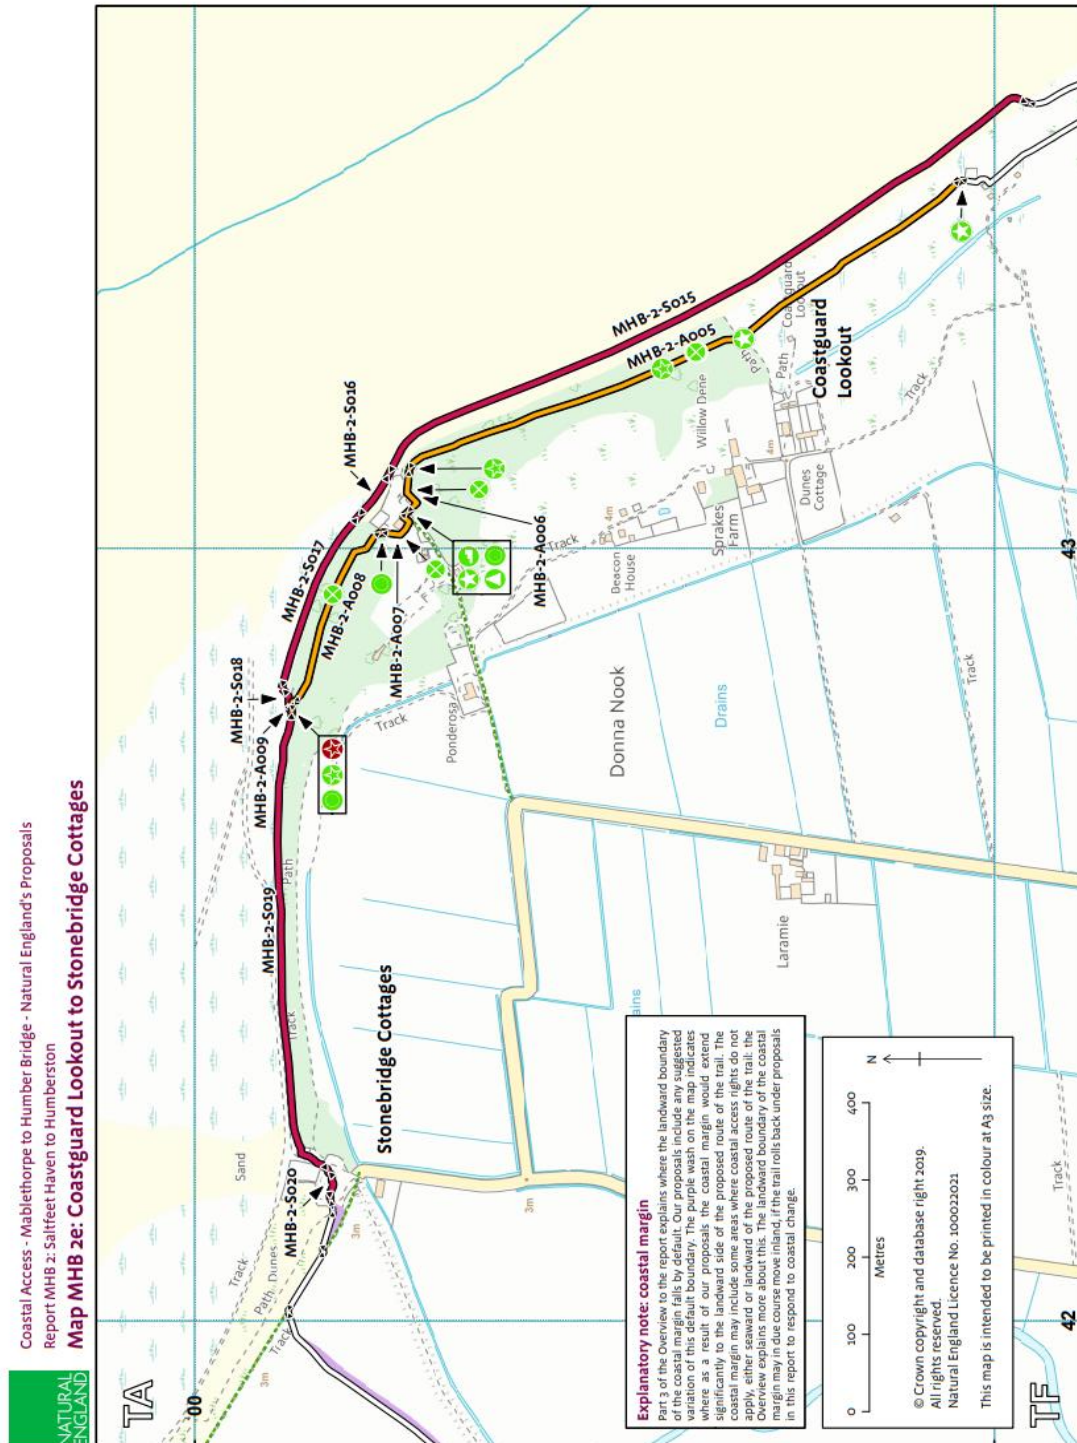 NATURAL
ENGLAND
Coastal Access - Mablethorpe to Humber Bridge - Natural England's Proposals
Report MHB 2: Saltfleet Haven to Humberston
Map MHB 2e: Coastguard Lookout to Stonebridge Cottages
TA
00
Track
Sand
Path
Dunes
Track
3m
3m
MHB-2-S020
Stonebridge Cottages
MHB-2-S019
Track
Path
MHB-2-A009
MHB-2-S018
MHB-2-S017
MHB-2-A008
MHB-2-A007
MHB-2-S016
MHB-2-A006
MHB-2-S015
MHB-2-A005
Track
Ponderosa
Track
Deacon
House
4m
Sprakes
Farm
Willow Dene
4m
Dunes
Cottage
Path
Path
Coastguard
Lookout
Coastguard
Lookout
Track
Donna Nook
Drains
Track
Laramie
ains
3m
3m
Track
43
42
TF
Explanatory note: coastal margin
Part 3 of the Overview to the report explains where the landward boundary
of the coastal margin falls by default. Our proposals include any suggested
variation of this default boundary. The purple wash on the map indicates
where as a result of our proposals the coastal margin would extend
significantly to the landward side of the proposed route of the trail. The
coastal margin may include some areas where coastal access rights do not
apply, either seaward or landward of the proposed route of the trail: the
Overview explains more about this. The landward boundary of the coastal
margin may in due course move inland, if the trail rolls back under proposals
in this report to respond to coastal change.
0 100 200 300 400
Metres
N
© Crown copyright and database right 2019.
All rights reserved.
Natural England Licence No. 100022021
This map is intended to be printed in colour at A3 size.